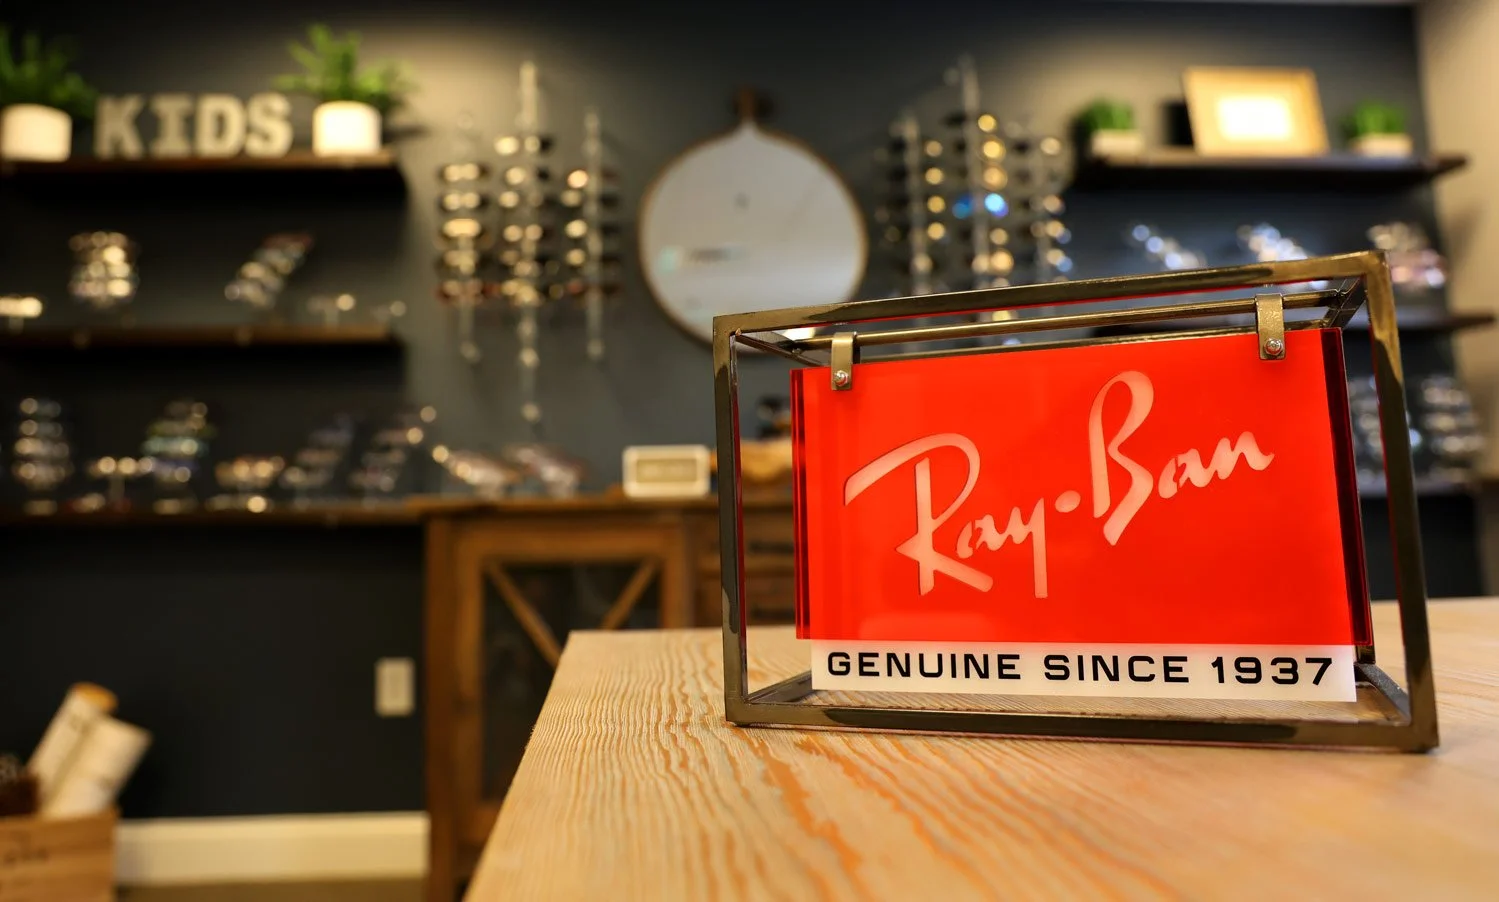 KIDS
Ray-Ban
GENUINE SINCE 1937